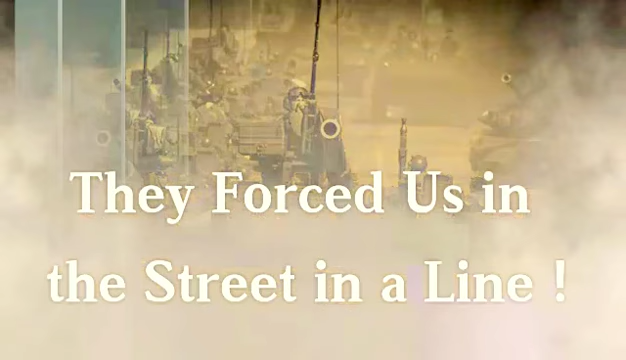 They Forced Us in
the Street in a Line !